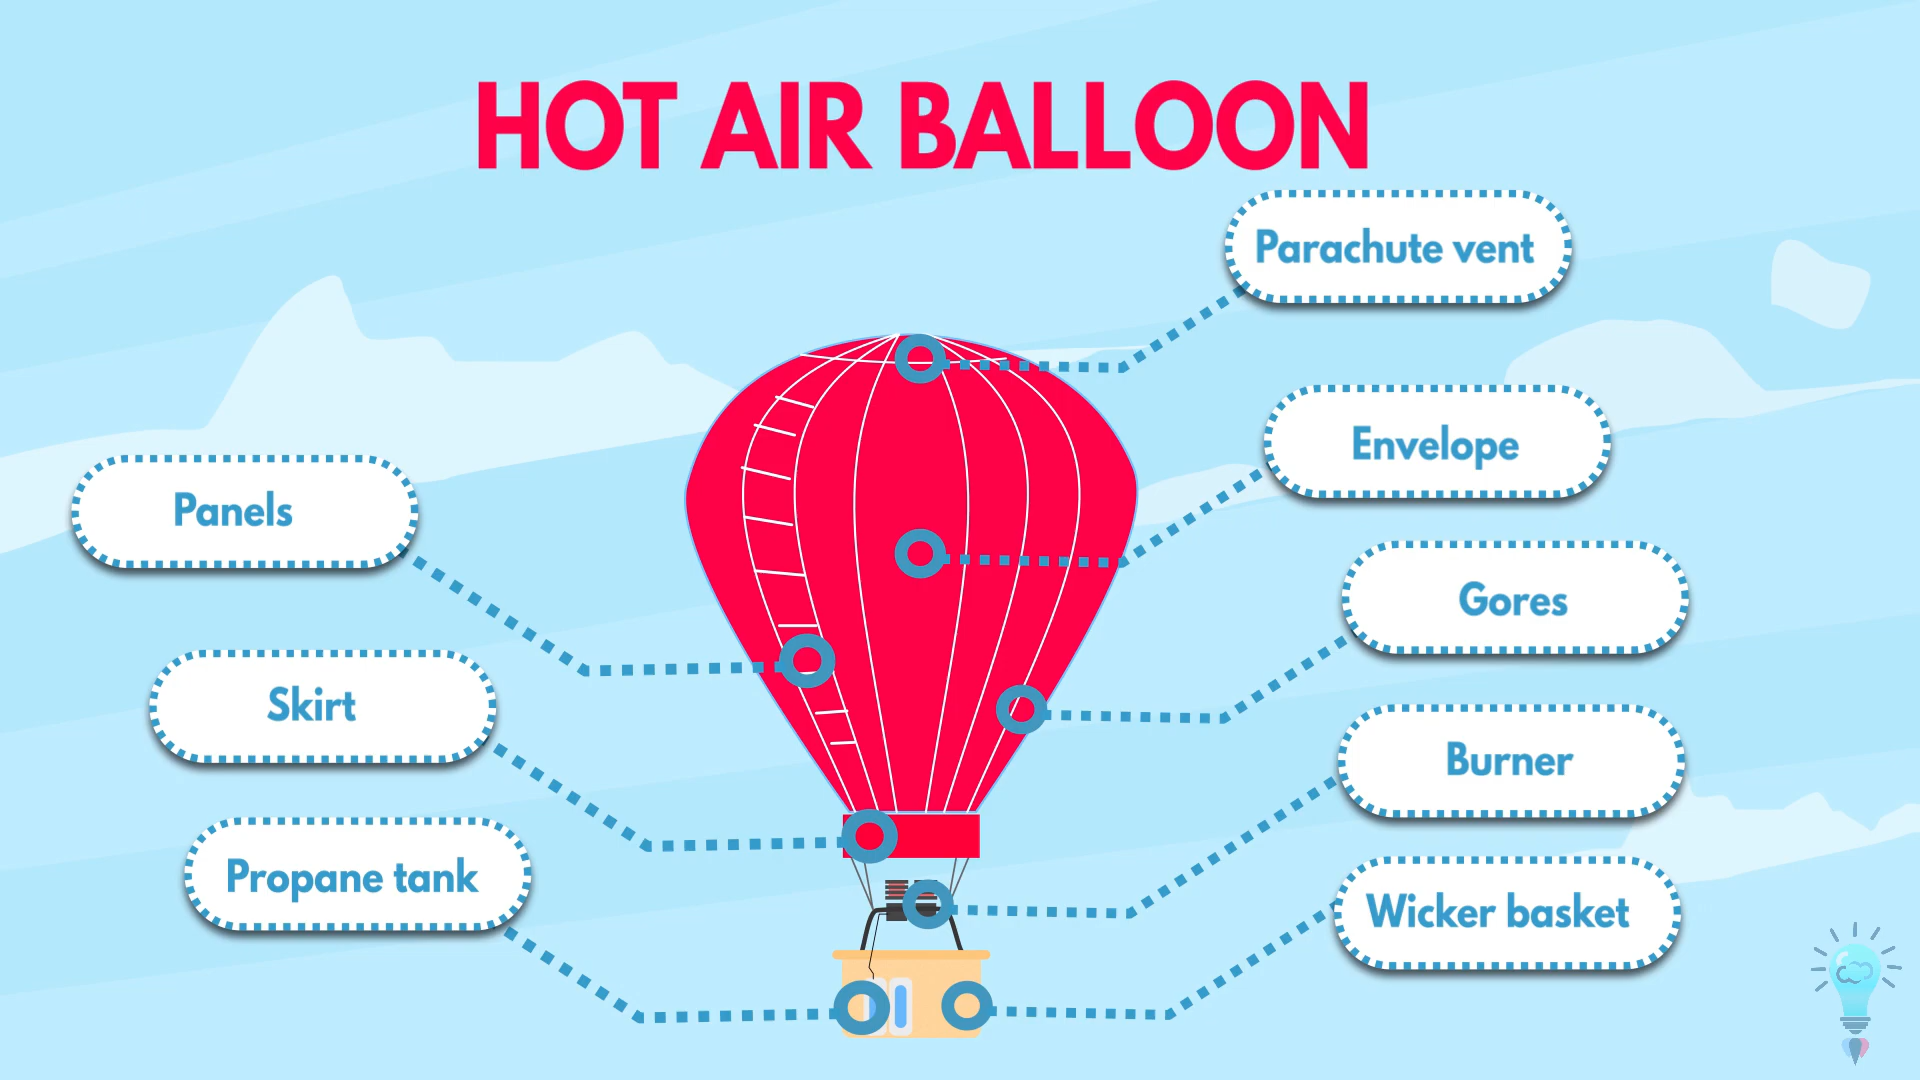 HOT AIR BALLOON
Parachute vent
Envelope
Panels
Gores
Skirt
Burner
Propane tank
Wicker basket